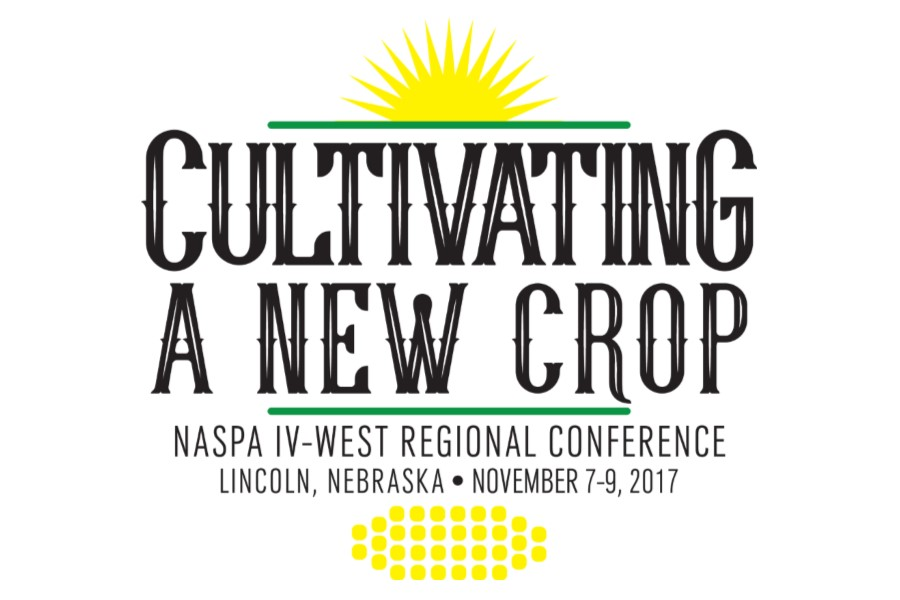 CULTIVATING
A NEW CROP
NASPA IV-WEST REGIONAL CONFERENCE
LINCOLN, NEBRASKA • NOVEMBER 7-9, 2017